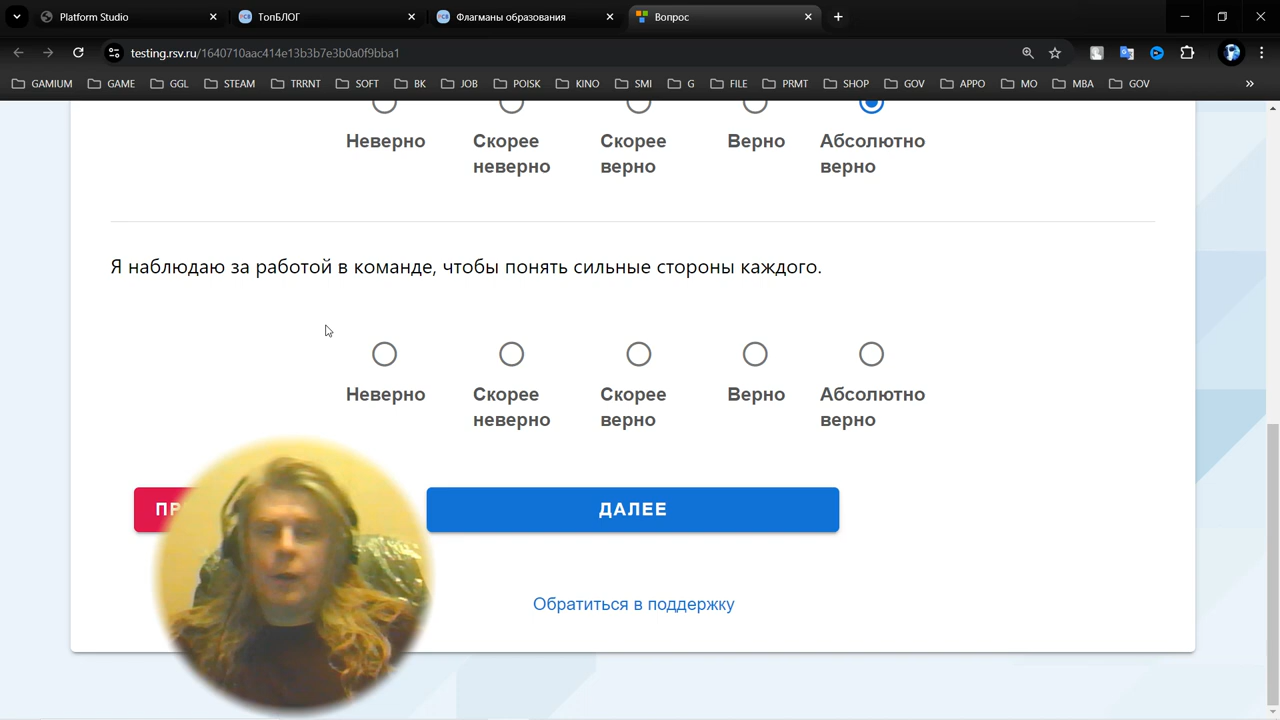 Platform Studio
ТопБЛОГ
Флагманы образования
Вопрос
testing.rsv.ru/1640710aac414e13b3b7e3b0a0f9bba1
GAMIUM GAME GGL STEAM TRRNT SOFT BK JOB POISK KINO SMI G FILE PRMT SHOP GOV APPO MO MBA GOV
Неверно Скорее неверно Скорее верно Верно Абсолютно верно
Я наблюдаю за работой в команде, чтобы понять сильные стороны каждого.
Неверно Скорее неверно Скорее верно Верно Абсолютно верно
ДАЛЕЕ
Обратиться в поддержку